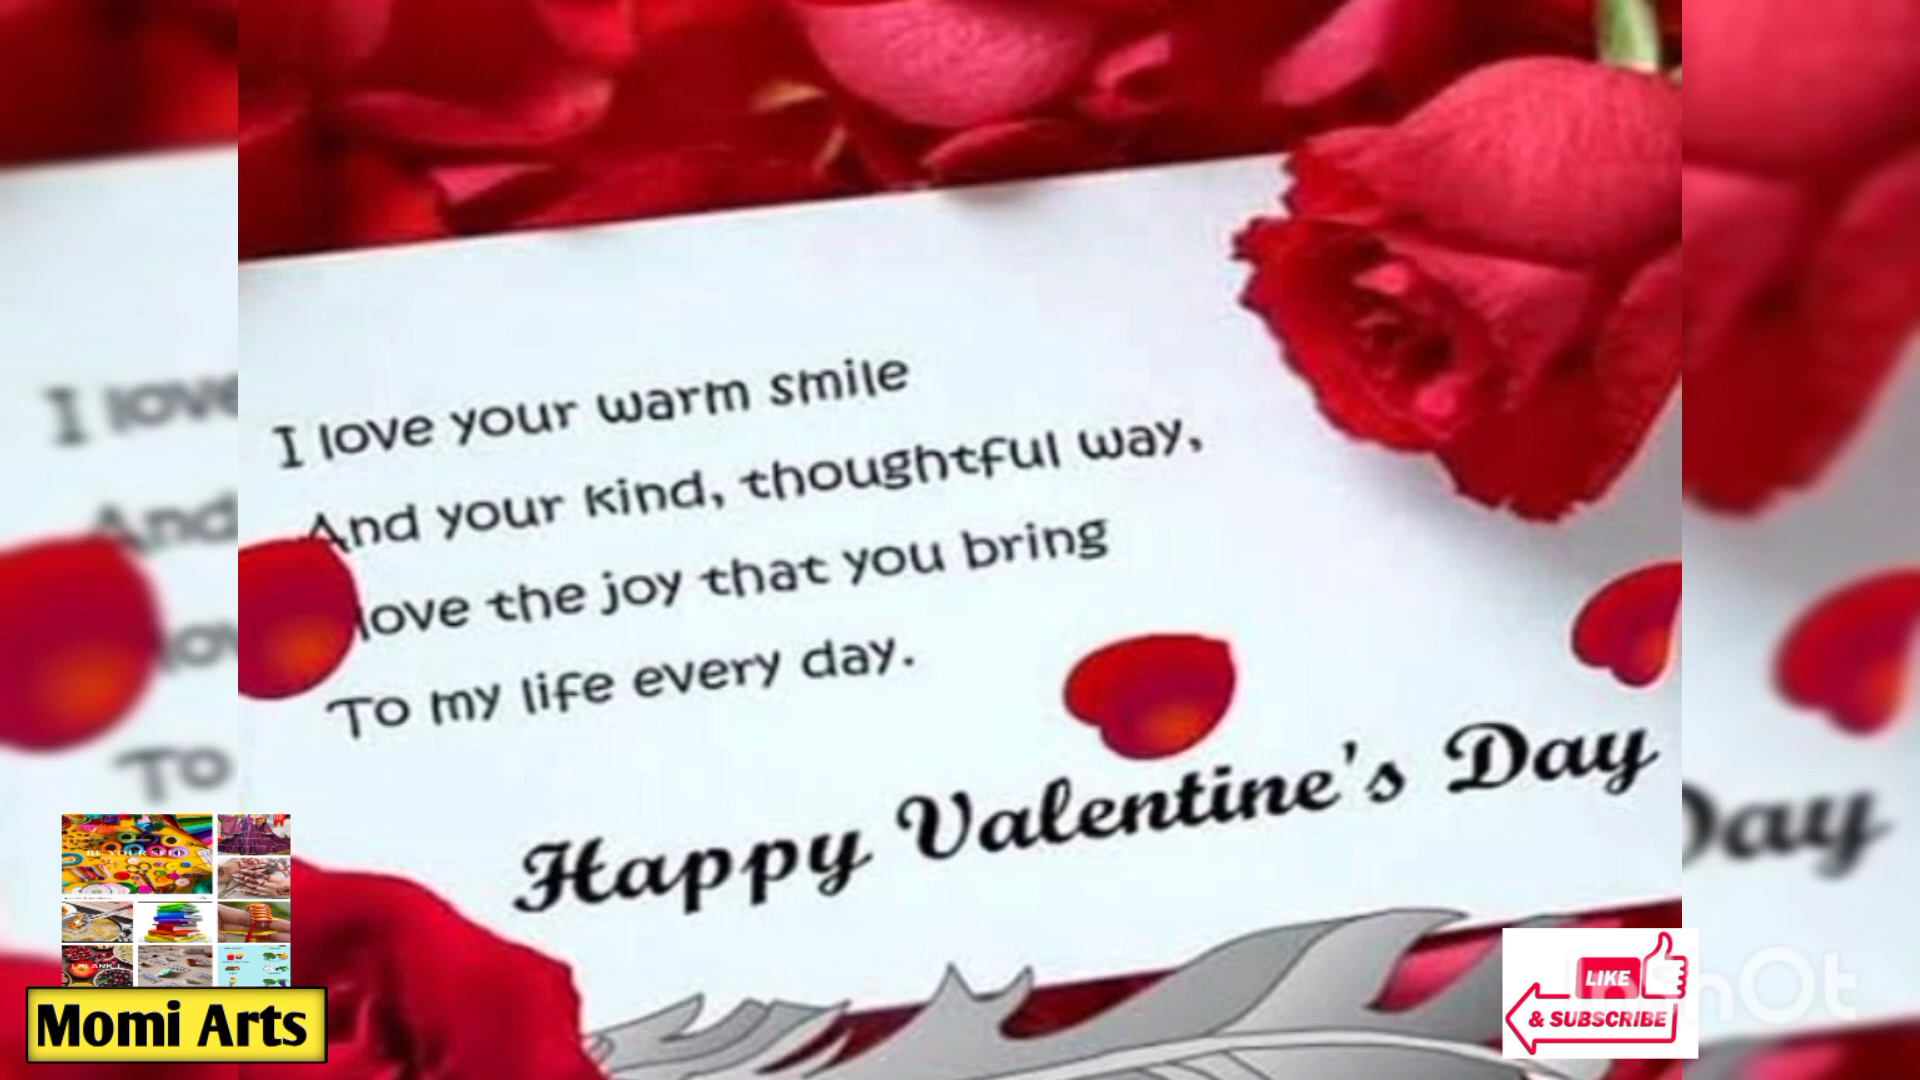 I love your warm smile
And your kind, thoughtful way,
love the joy that you bring
To my life every day.
Happy Valentine's Day
Momi Arts
LIKE
& SUBSCRIBE